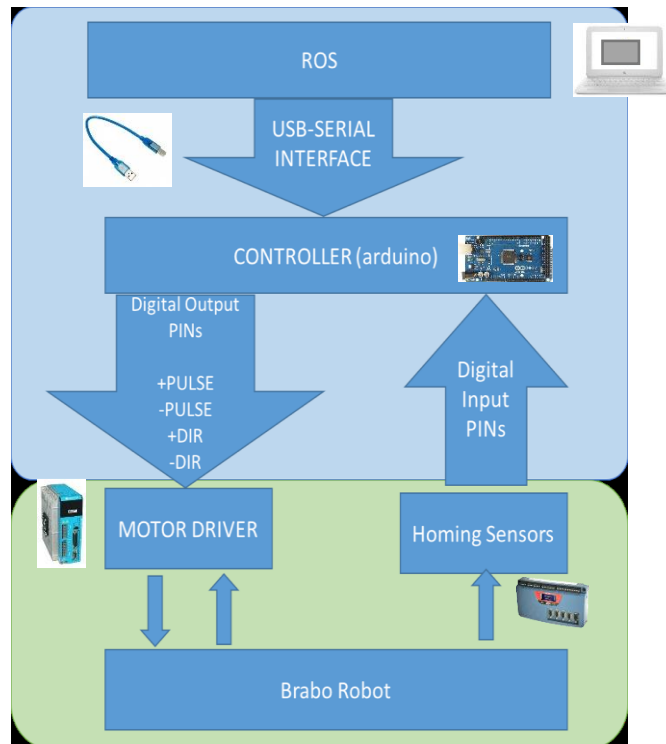 ROS
USB-SERIAL
INTERFACE
CONTROLLER (arduino)
Digital Output
PINs
+PULSE
-PULSE
+DIR
-DIR
Digital
Input
PINs
MOTOR DRIVER
Homing Sensors
Brabo Robot